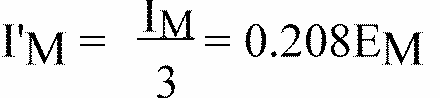 I'M = IM/3 = 0.208EM